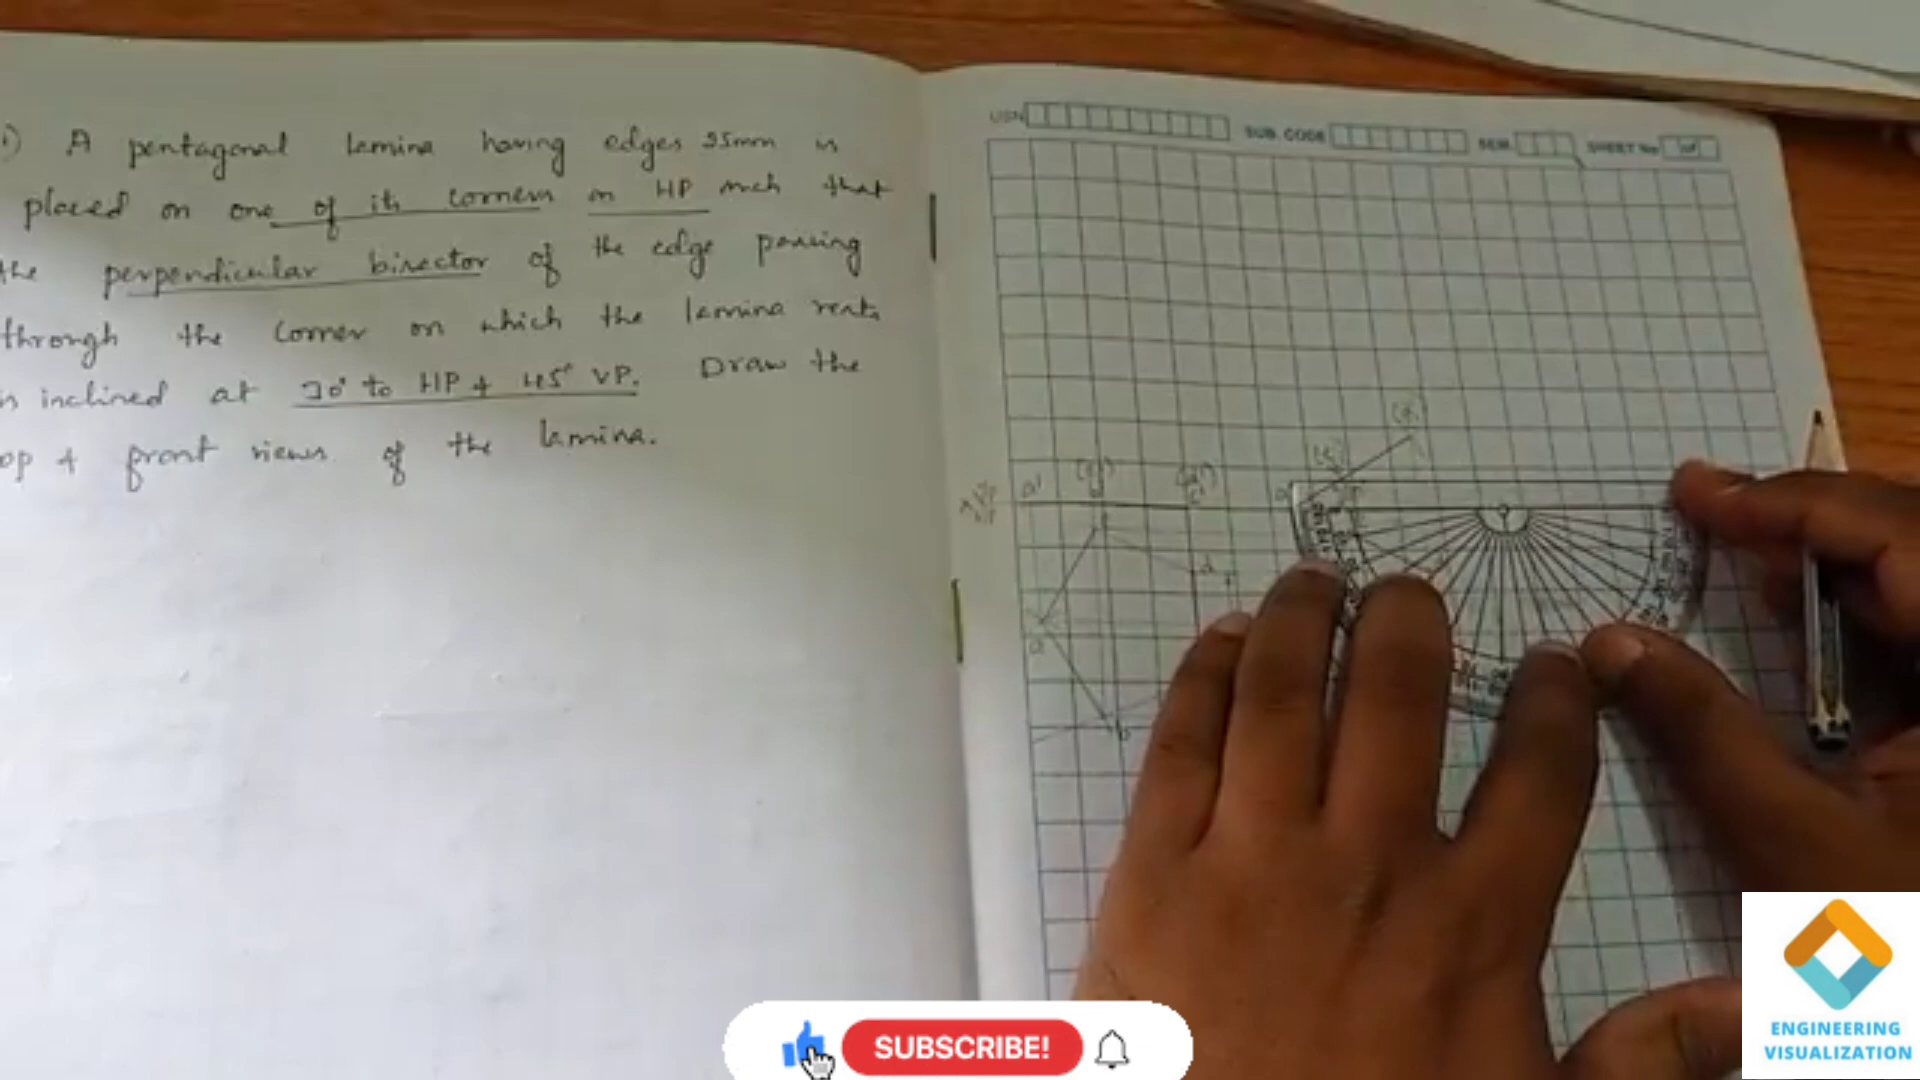 i) A pentagonal lamina having edges 25mm is
placed on one of its corners on HP such that
the perpendicular bisector of the edge passing
through the corner on which the lamina rests
is inclined at 30° to HP & 45° VP. Draw the
op & front views of the lamina.
USN
SUB. CODE
SEM.
SHEET No
a'
d
a
b
SUBSCRIBE!
ENGINEERING
VISUALIZATION